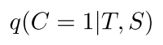 q(C = 1|T, S)